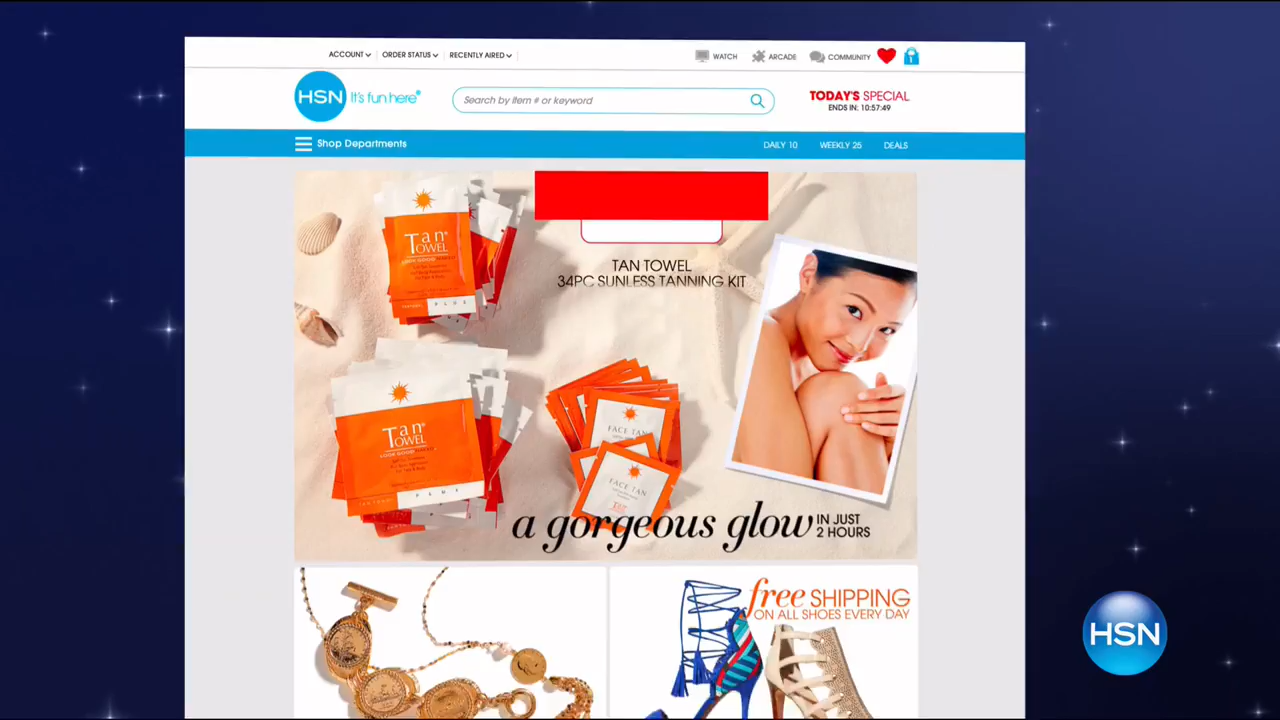 ACCOUNT
ORDER STATUS
RECENTLY AIRED
WATCH
ARCADE
COMMUNITY
HSN It's fun here®
Search by item # or keyword
TODAY'S SPECIAL
ENDS IN: 10:57:49
Shop Departments
DAILY 10
WEEKLY 25
DEALS
Tan® TOWEL
PLUS
TAN TOWEL
34PC SUNLESS TANNING KIT
Tan® TOWEL
PLUS
FACE TAN
FACE TAN
a gorgeous glow IN JUST
2 HOURS
free SHIPPING
ON ALL SHOES EVERY DAY
HSN